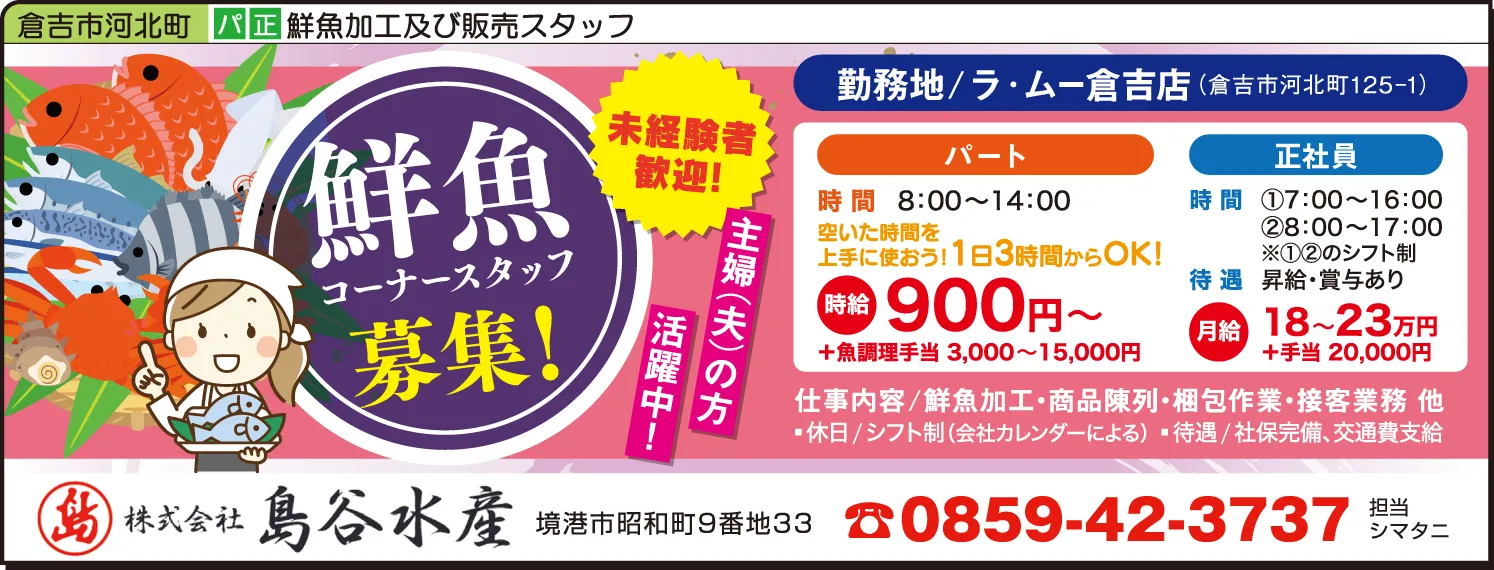 倉吉市河北町 パ 正 鮮魚加工及び販売スタッフ
鮮魚
コーナースタッフ
募集!
未経験者
歓迎!
主婦(夫)の方
活躍中!
勤務地/ラ・ムー倉吉店(倉吉市河北町125-1)
パート
時間 8:00〜14:00
空いた時間を
上手に使おう!1日3時間からOK!
時給 900円〜
+魚調理手当 3,000〜15,000円
正社員
時間 ①7:00〜16:00
②8:00〜17:00
※①②のシフト制
待遇 昇給・賞与あり
月給 18〜23万円
+手当 20,000円
仕事内容/鮮魚加工・商品陳列・梱包作業・接客業務 他
▪休日/シフト制(会社カレンダーによる) ▪待遇/社保完備、交通費支給
島 株式会社 島谷水産 境港市昭和町9番地33 ☎0859-42-3737 担当
シマタニ